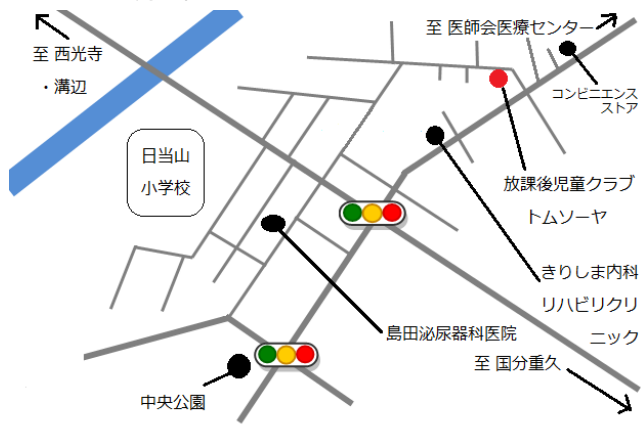 至 医師会医療センター
至 西光寺
・溝辺
コンビニエンス
ストア
日当山
小学校
放課後児童クラブ
トムソーヤ
きりしま内科
リハビリクリ
ニック
島田泌尿器科医院
至 国分重久
中央公園